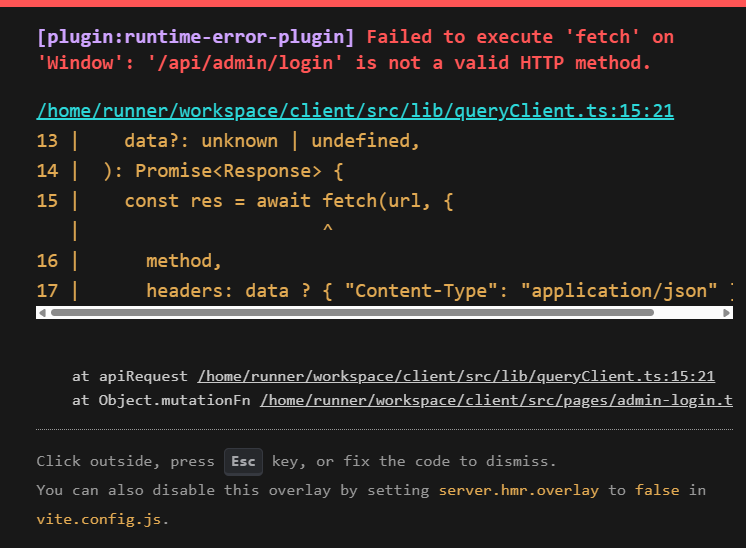 [plugin:runtime-error-plugin] Failed to execute 'fetch' on
'Window': '/api/admin/login' is not a valid HTTP method.
/home/runner/workspace/client/src/lib/queryClient.ts:15:21
13 |    data?: unknown | undefined,
14 |  ): Promise<Response> {
15 |    const res = await fetch(url, {
   |                      ^
16 |      method,
17 |      headers: data ? { "Content-Type": "application/json" }
at apiRequest /home/runner/workspace/client/src/lib/queryClient.ts:15:21
at Object.mutationFn /home/runner/workspace/client/src/pages/admin-login.t
Click outside, press Esc key, or fix the code to dismiss.
You can also disable this overlay by setting server.hmr.overlay to false in
vite.config.js.